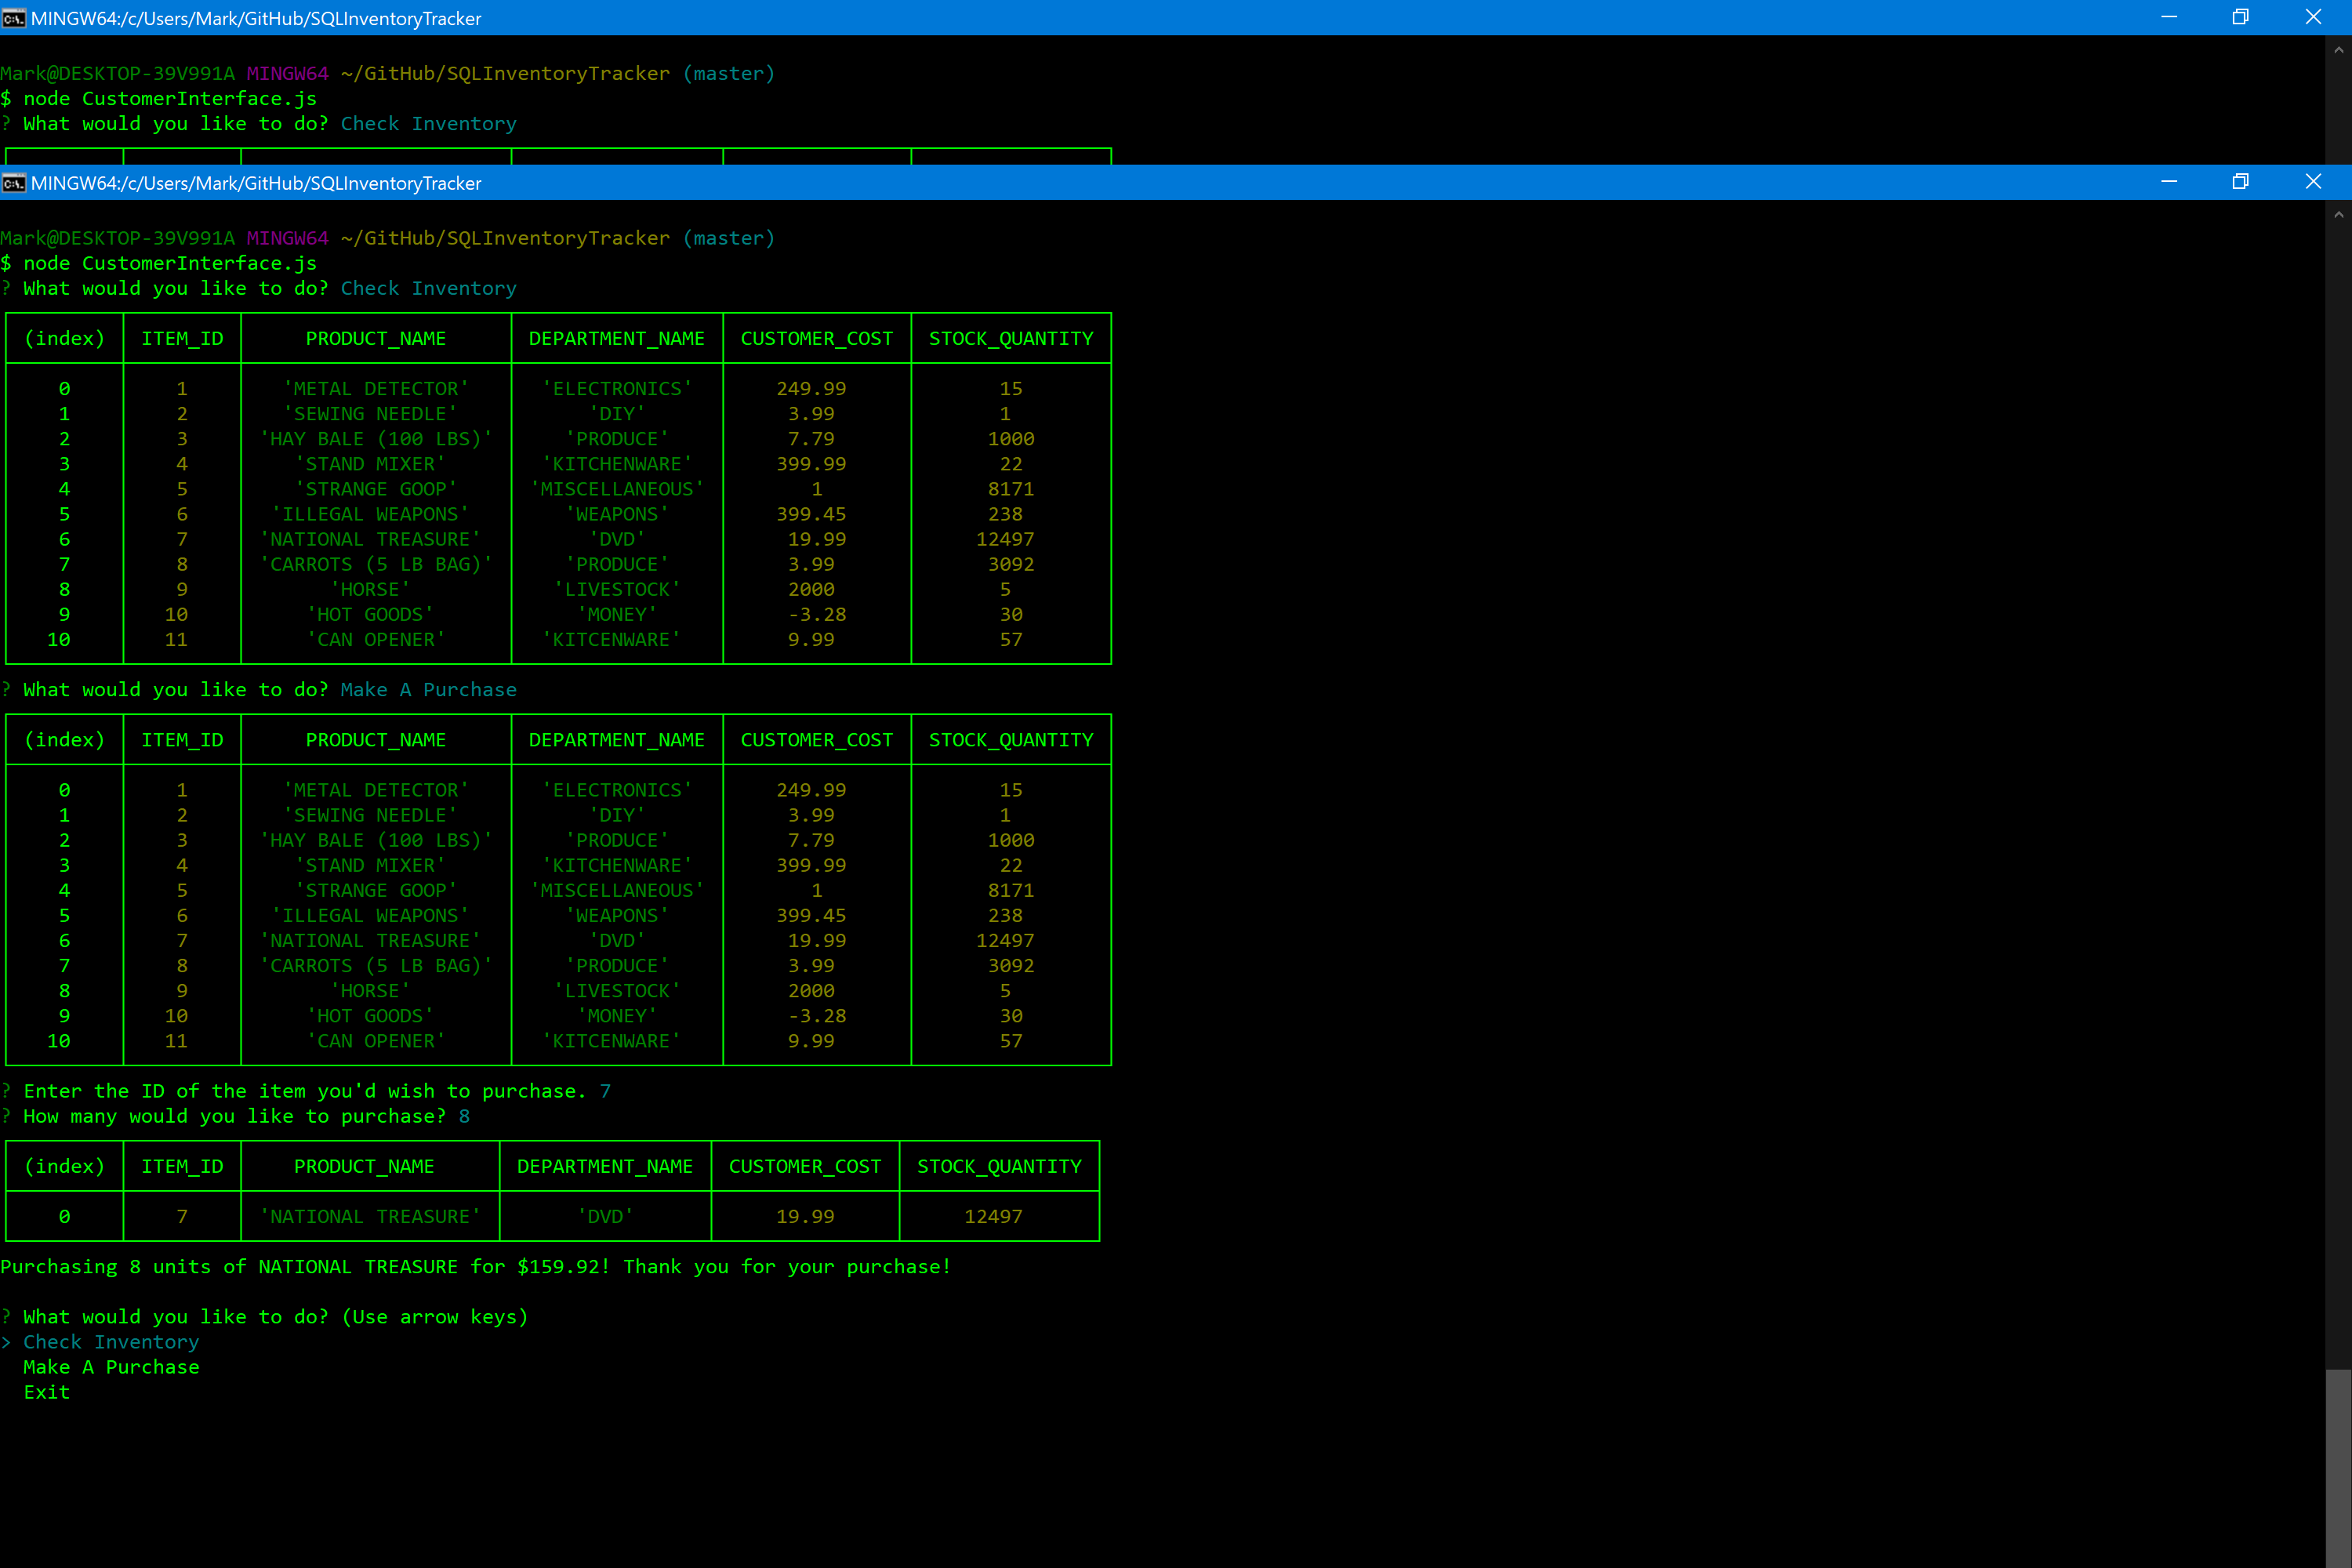 MINGW64:/c/Users/Mark/GitHub/SQLInventoryTracker
Mark@DESKTOP-39V991A MINGW64 ~/GitHub/SQLInventoryTracker (master)
$ node CustomerInterface.js
? What would you like to do? Check Inventory
MINGW64:/c/Users/Mark/GitHub/SQLInventoryTracker
Mark@DESKTOP-39V991A MINGW64 ~/GitHub/SQLInventoryTracker (master)
$ node CustomerInterface.js
? What would you like to do? Check Inventory
(index) ITEM_ID PRODUCT_NAME DEPARTMENT_NAME CUSTOMER_COST STOCK_QUANTITY
0 1 'METAL DETECTOR' 'ELECTRONICS' 249.99 15
1 2 'SEWING NEEDLE' 'DIY' 3.99 1
2 3 'HAY BALE (100 LBS)' 'PRODUCE' 7.79 1000
3 4 'STAND MIXER' 'KITCHENWARE' 399.99 22
4 5 'STRANGE GOOP' 'MISCELLANEOUS' 1 8171
5 6 'ILLEGAL WEAPONS' 'WEAPONS' 399.45 238
6 7 'NATIONAL TREASURE' 'DVD' 19.99 12497
7 8 'CARROTS (5 LB BAG)' 'PRODUCE' 3.99 3092
8 9 'HORSE' 'LIVESTOCK' 2000 5
9 10 'HOT GOODS' 'MONEY' -3.28 30
10 11 'CAN OPENER' 'KITCENWARE' 9.99 57
? What would you like to do? Make A Purchase
(index) ITEM_ID PRODUCT_NAME DEPARTMENT_NAME CUSTOMER_COST STOCK_QUANTITY
0 1 'METAL DETECTOR' 'ELECTRONICS' 249.99 15
1 2 'SEWING NEEDLE' 'DIY' 3.99 1
2 3 'HAY BALE (100 LBS)' 'PRODUCE' 7.79 1000
3 4 'STAND MIXER' 'KITCHENWARE' 399.99 22
4 5 'STRANGE GOOP' 'MISCELLANEOUS' 1 8171
5 6 'ILLEGAL WEAPONS' 'WEAPONS' 399.45 238
6 7 'NATIONAL TREASURE' 'DVD' 19.99 12497
7 8 'CARROTS (5 LB BAG)' 'PRODUCE' 3.99 3092
8 9 'HORSE' 'LIVESTOCK' 2000 5
9 10 'HOT GOODS' 'MONEY' -3.28 30
10 11 'CAN OPENER' 'KITCENWARE' 9.99 57
? Enter the ID of the item you'd wish to purchase. 7
? How many would you like to purchase? 8
(index) ITEM_ID PRODUCT_NAME DEPARTMENT_NAME CUSTOMER_COST STOCK_QUANTITY
0 7 'NATIONAL TREASURE' 'DVD' 19.99 12497
Purchasing 8 units of NATIONAL TREASURE for $159.92! Thank you for your purchase!
? What would you like to do? (Use arrow keys)
> Check Inventory
Make A Purchase
Exit